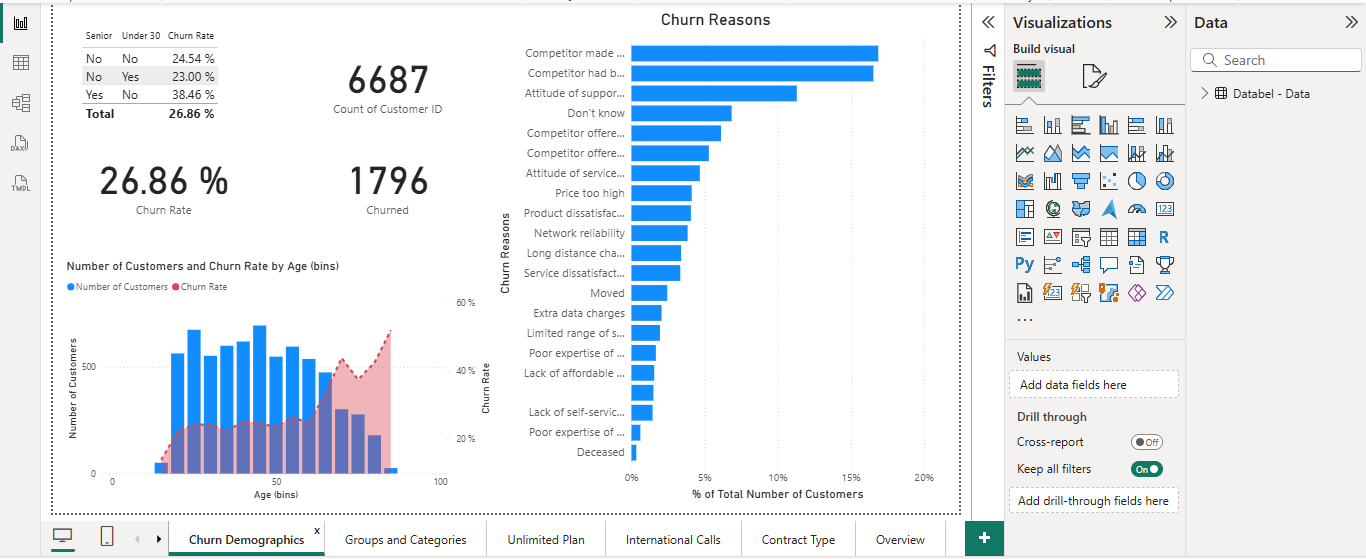 Senior Under 30 Churn Rate
No No 24.54 %
No Yes 23.00 %
Yes No 38.46 %
Total 26.86 %
6687
Count of Customer ID
26.86 %
Churn Rate
1796
Churned
Number of Customers and Churn Rate by Age (bins)
Number of Customers Churn Rate
Number of Customers
500
0
60 %
40 %
20 %
Churn Rate
0 50 100
Age (bins)
Churn Reasons
Churn Reasons
Competitor made ...
Competitor had b...
Attitude of suppor...
Don't know
Competitor offere...
Competitor offere...
Attitude of service...
Price too high
Product dissatisfac...
Network reliability
Long distance cha...
Service dissatisfact...
Moved
Extra data charges
Limited range of s...
Poor expertise of ...
Lack of affordable ...
Lack of self-servic...
Poor expertise of ...
Deceased
0% 5% 10% 15% 20%
% of Total Number of Customers
Filters
Visualizations
Build visual
123
R
Py
123
...
Values
Add data fields here
Drill through
Cross-report Off
Keep all filters On
Add drill-through fields here
Data
Search
Databel - Data
DAX
TMDL
Churn Demographics x
Groups and Categories
Unlimited Plan
International Calls
Contract Type
Overview
+